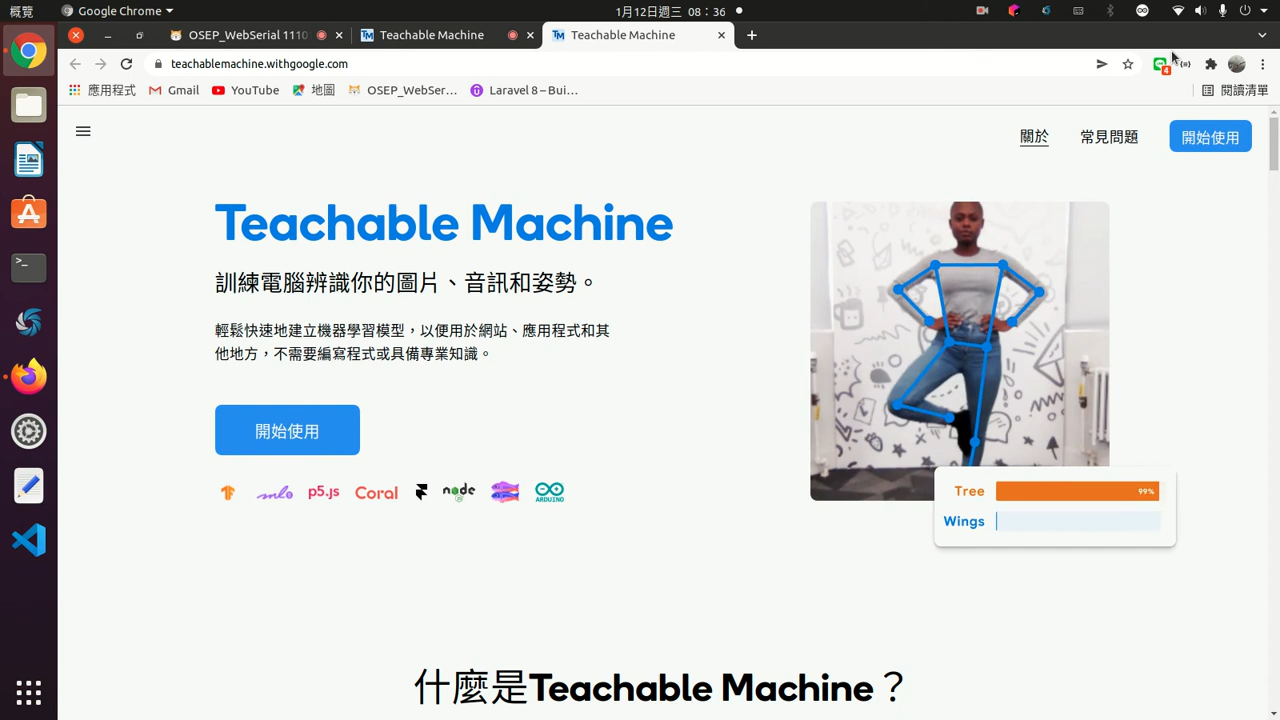 概覽
Google Chrome
1月12日週三 08：36
OSEP_WebSerial 1110
Teachable Machine
Teachable Machine
teachablemachine.withgoogle.com
4
應用程式
Gmail
YouTube
地圖
OSEP_WebSer...
Laravel 8 – Bui...
閱讀清單
關於
常見問題
開始使用
Teachable Machine
訓練電腦辨識你的圖片、音訊和姿勢。
輕鬆快速地建立機器學習模型，以便用於網站、應用程式和其
他地方，不需要編寫程式或具備專業知識。
開始使用
p5.js
Coral
node
ARDUINO
Tree
99%
Wings
什麼是Teachable Machine？